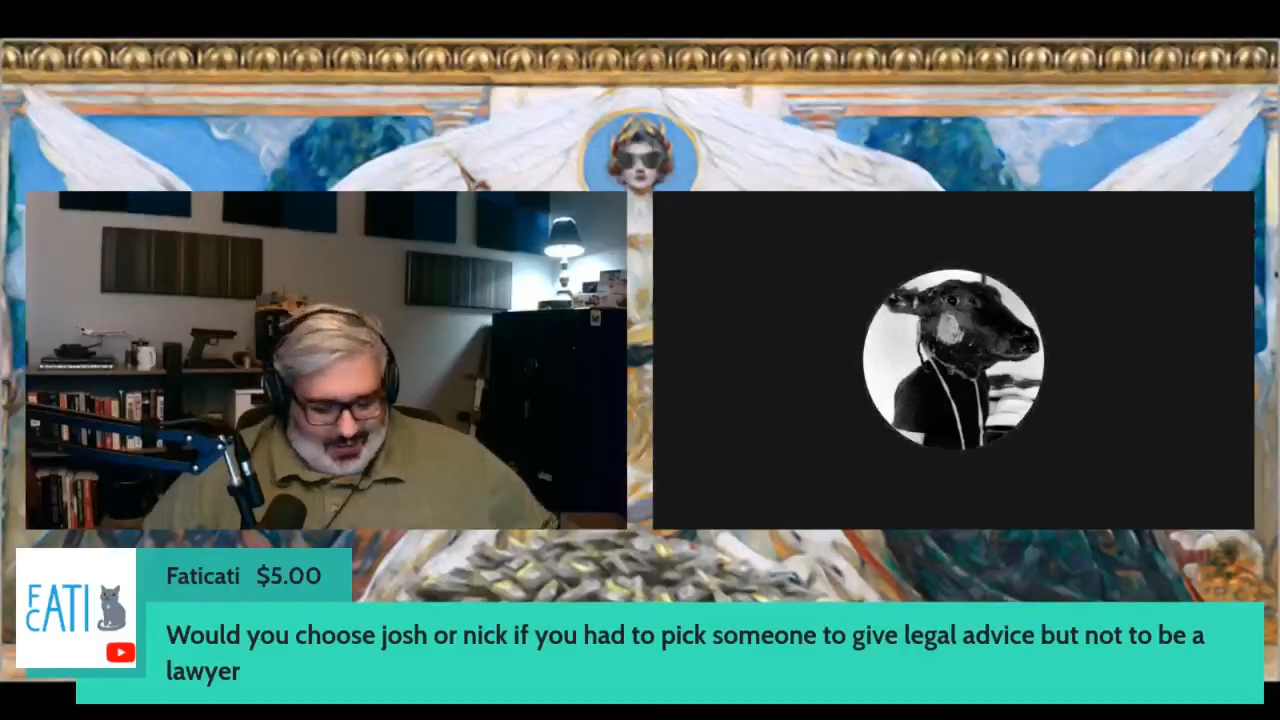 Faticati $5.00
FATI
C
Would you choose josh or nick if you had to pick someone to give legal advice but not to be a
lawyer